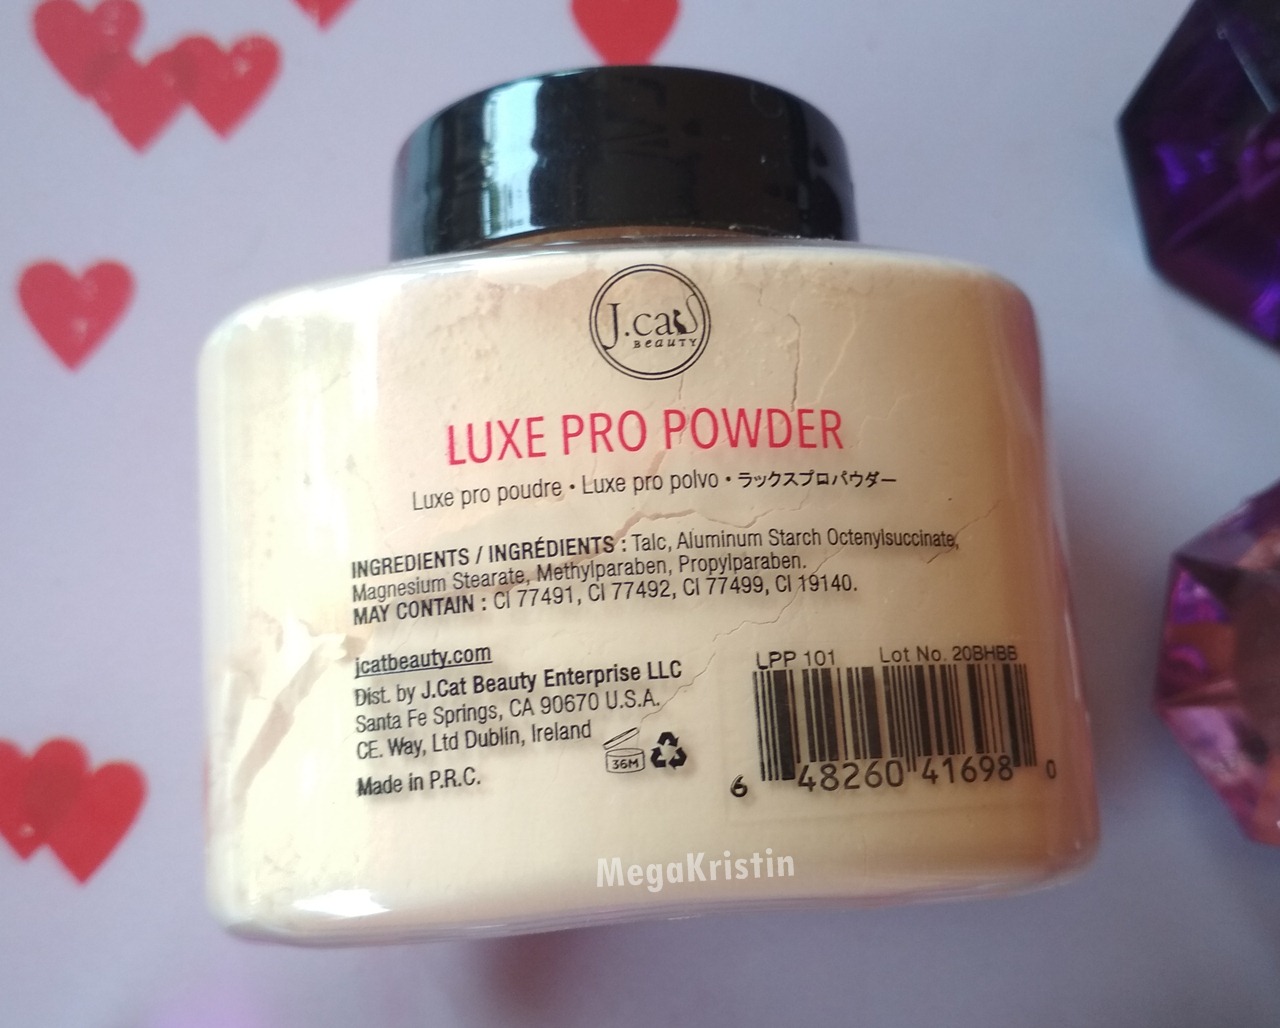 J.cat
BeauTY
LUXE PRO POWDER
Luxe pro poudre • Luxe pro polvo • ラックスプロパウダー
INGREDIENTS / INGRÉDIENTS : Talc, Aluminum Starch Octenylsuccinate,
Magnesium Stearate, Methylparaben, Propylparaben.
MAY CONTAIN : CI 77491, CI 77492, CI 77499, CI 19140.
jcatbeauty.com
Dist. by J.Cat Beauty Enterprise LLC
Santa Fe Springs, CA 90670 U.S.A.
CE. Way, Ltd Dublin, Ireland
Made in P.R.C.
36M
LPP 101 Lot No. 20BHBB
6 48260 41698 0
MegaKristin